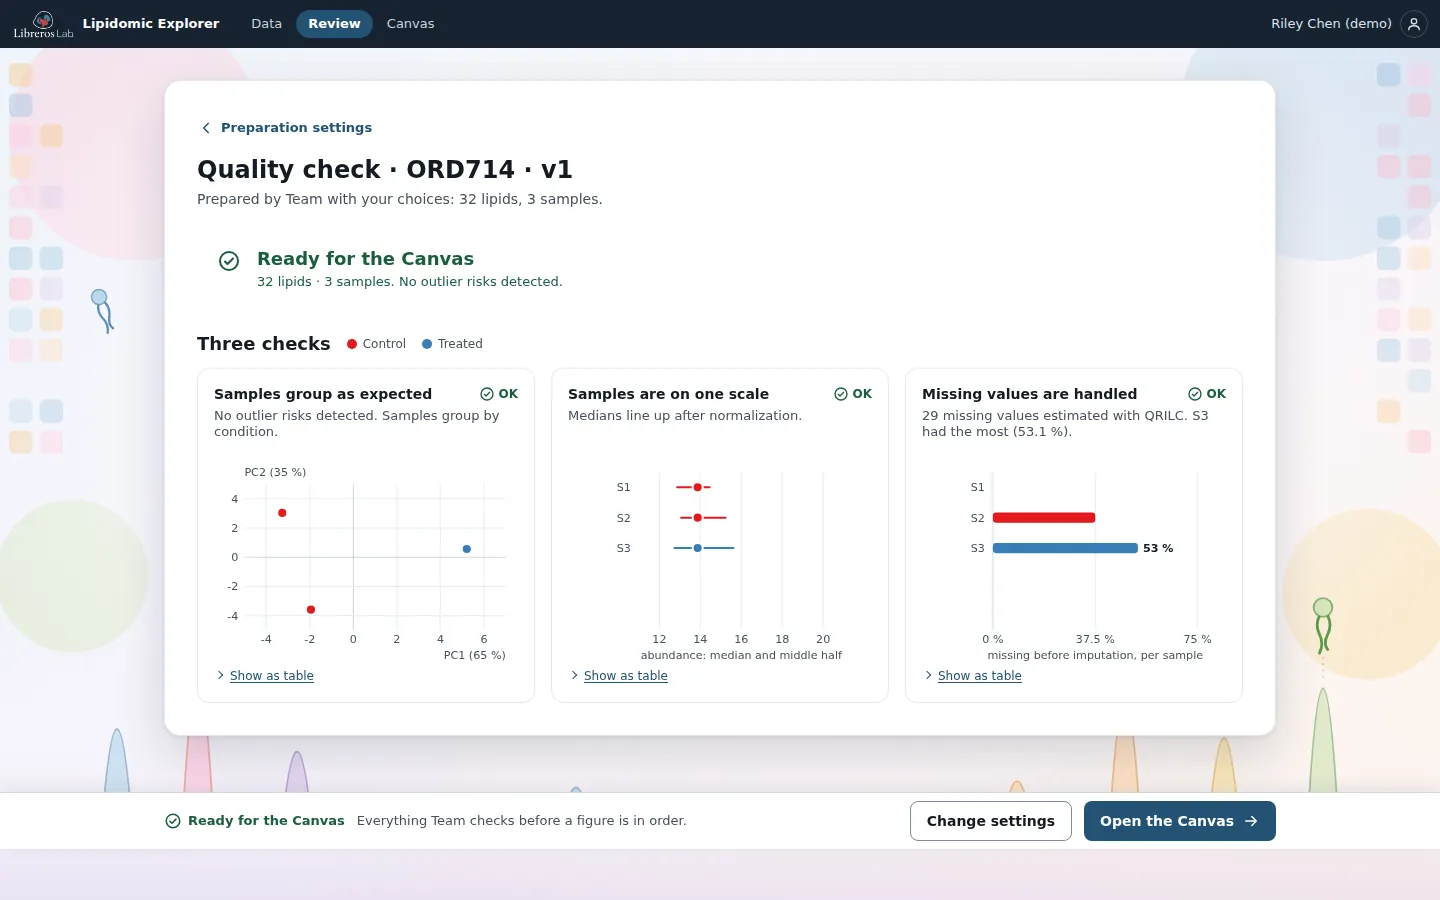 Libreros Lab
Lipidomic Explorer
Data
Review
Canvas
Riley Chen (demo)
Preparation settings
Quality check · ORD714 · v1
Prepared by Team with your choices: 32 lipids, 3 samples.
Ready for the Canvas
32 lipids · 3 samples. No outlier risks detected.
Three checks
Control
Treated
Samples group as expected
OK
No outlier risks detected. Samples group by
condition.
PC2 (35 %)
4
2
0
-2
-4
-4
-2
0
2
4
6
PC1 (65 %)
Show as table
Samples are on one scale
OK
Medians line up after normalization.
S1
S2
S3
12
14
16
18
20
abundance: median and middle half
Show as table
Missing values are handled
OK
29 missing values estimated with QRILC. S3
had the most (53.1 %).
S1
S2
S3
53 %
0 %
37.5 %
75 %
missing before imputation, per sample
Show as table
Ready for the Canvas
Everything Team checks before a figure is in order.
Change settings
Open the Canvas